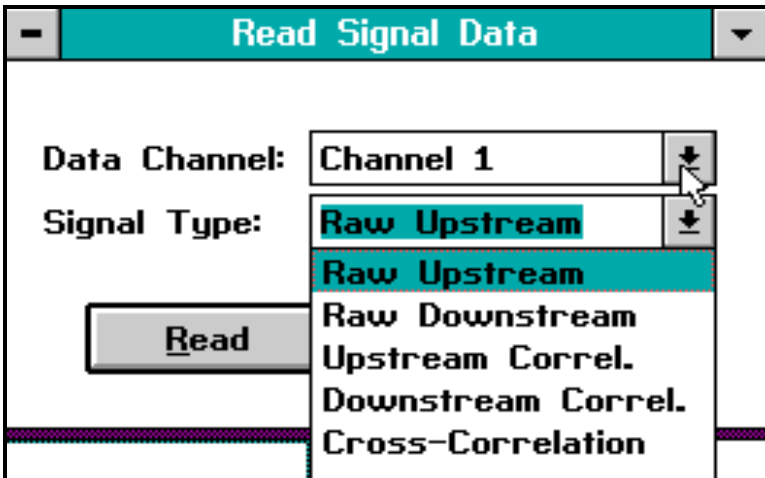 Read Signal Data
Data Channel: Channel 1
Signal Type: Raw Upstream
Raw Upstream
Raw Downstream
Upstream Correl.
Downstream Correl.
Cross-Correlation
Read